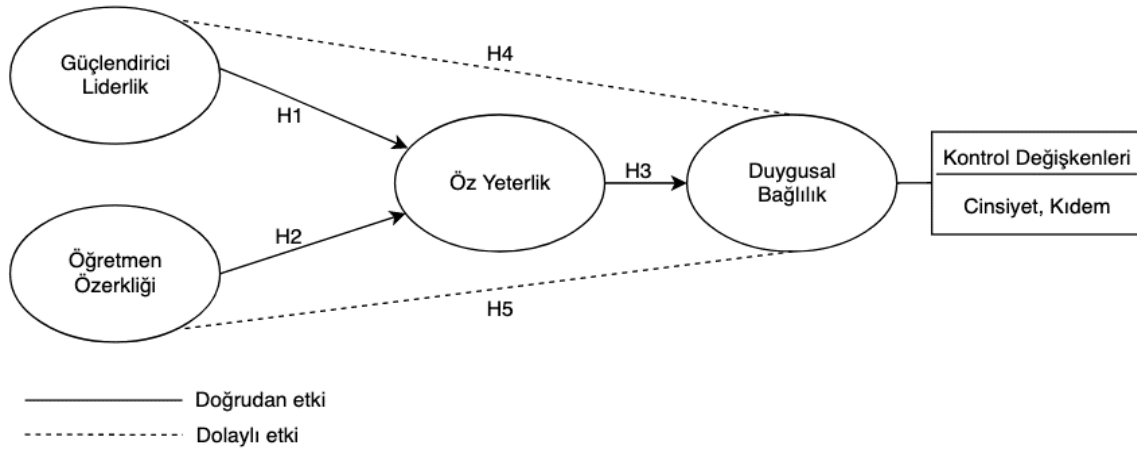 Güçlendirici
Liderlik
H4
H1
Kontrol Değişkenleri
Öz Yeterlik
H3
Duygusal
Bağlılık
Cinsiyet, Kıdem
H2
Öğretmen
Özerkliği
H5
Doğrudan etki
Dolaylı etki